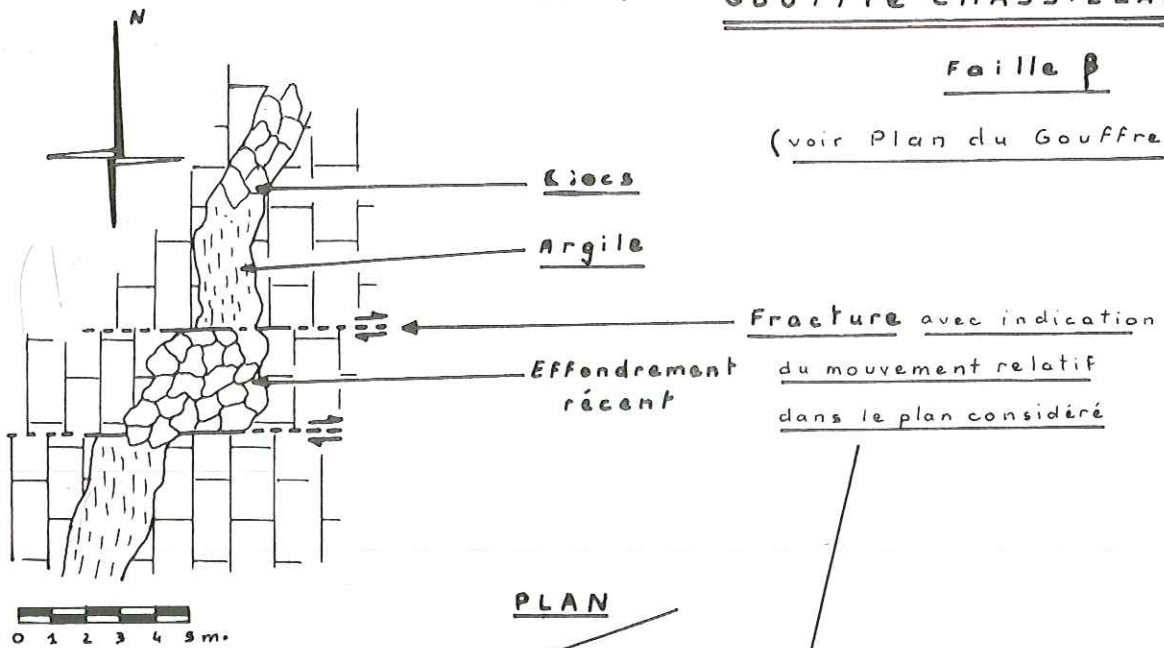 N
Faille β
(voir Plan du Gouffre
Blocs
Argile
Fracture avec indication
du mouvement relatif
dans le plan considéré
Effondrement
récent
PLAN
0 1 2 3 4 5 m.